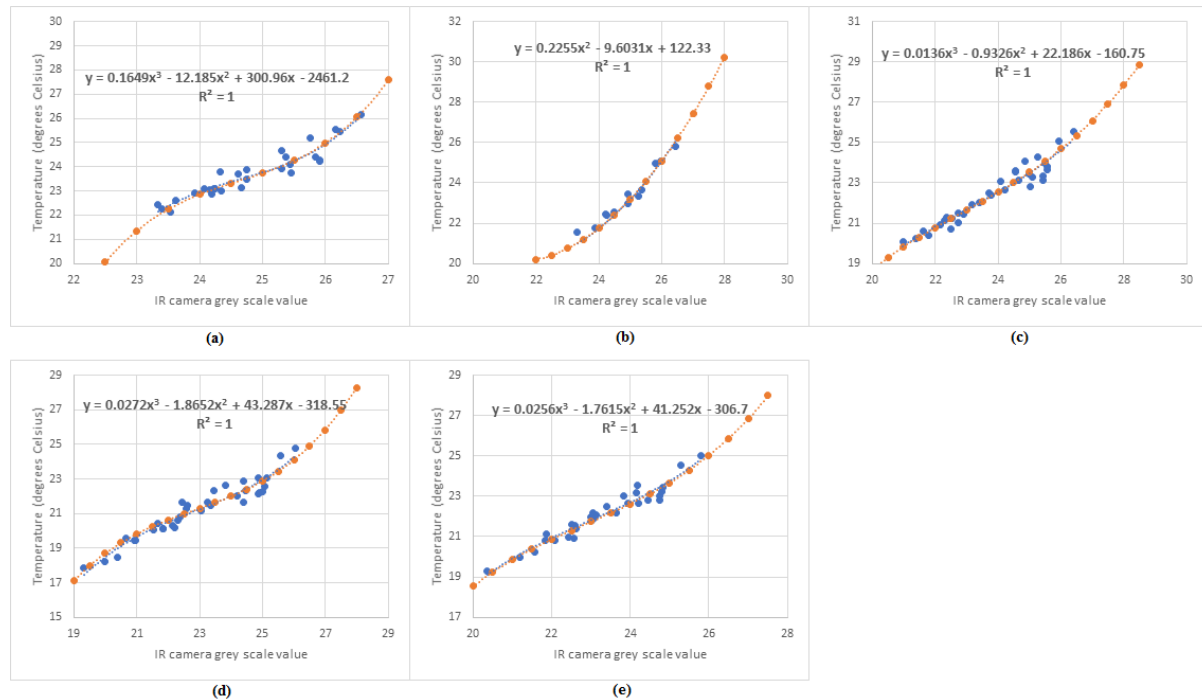 30
29
28
27
26
25
24
23
22
21
20
22 23 24 25 26 27
Temperature (degrees Celsius)
IR camera grey scale value
y = 0.1649x³ - 12.185x² + 300.96x - 2461.2
R² = 1
(a)
32
30
28
26
24
22
20
20 22 24 26 28 30
Temperature (degrees Celsius)
IR camera grey scale value
y = 0.2255x² - 9.6031x + 122.33
R² = 1
(b)
31
29
27
25
23
21
19
20 22 24 26 28 30
Temperature (degrees Celsius)
IR camera grey scale value
y = 0.0136x³ - 0.9326x² + 22.186x - 160.75
R² = 1
(c)
29
27
25
23
21
19
17
15
19 21 23 25 27 29
Temperature (degrees Celsius)
IR camera grey scale value
y = 0.0272x³ - 1.8652x² + 43.287x - 318.55
R² = 1
(d)
29
27
25
23
21
19
17
20 22 24 26 28
Temperature (degrees Celsius)
IR camera grey scale value
y = 0.0256x³ - 1.7615x² + 41.252x - 306.7
R² = 1
(e)